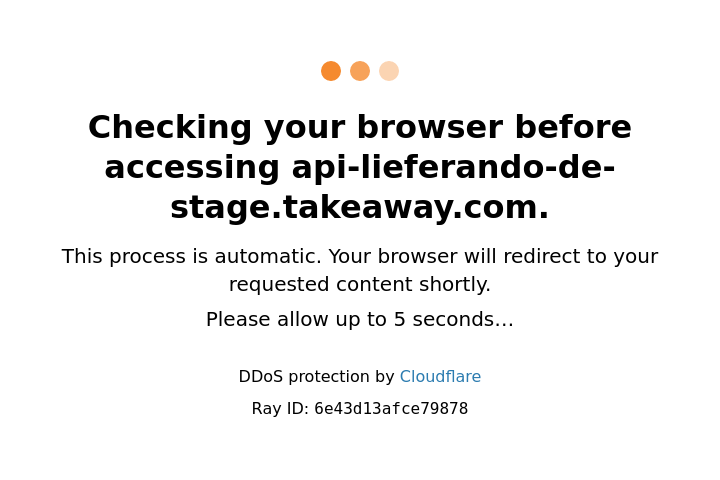 Checking your browser before
accessing api-lieferando-de-
stage.takeaway.com.
This process is automatic. Your browser will redirect to your
requested content shortly.
Please allow up to 5 seconds…
DDoS protection by Cloudflare
Ray ID: 6e43d13afce79878